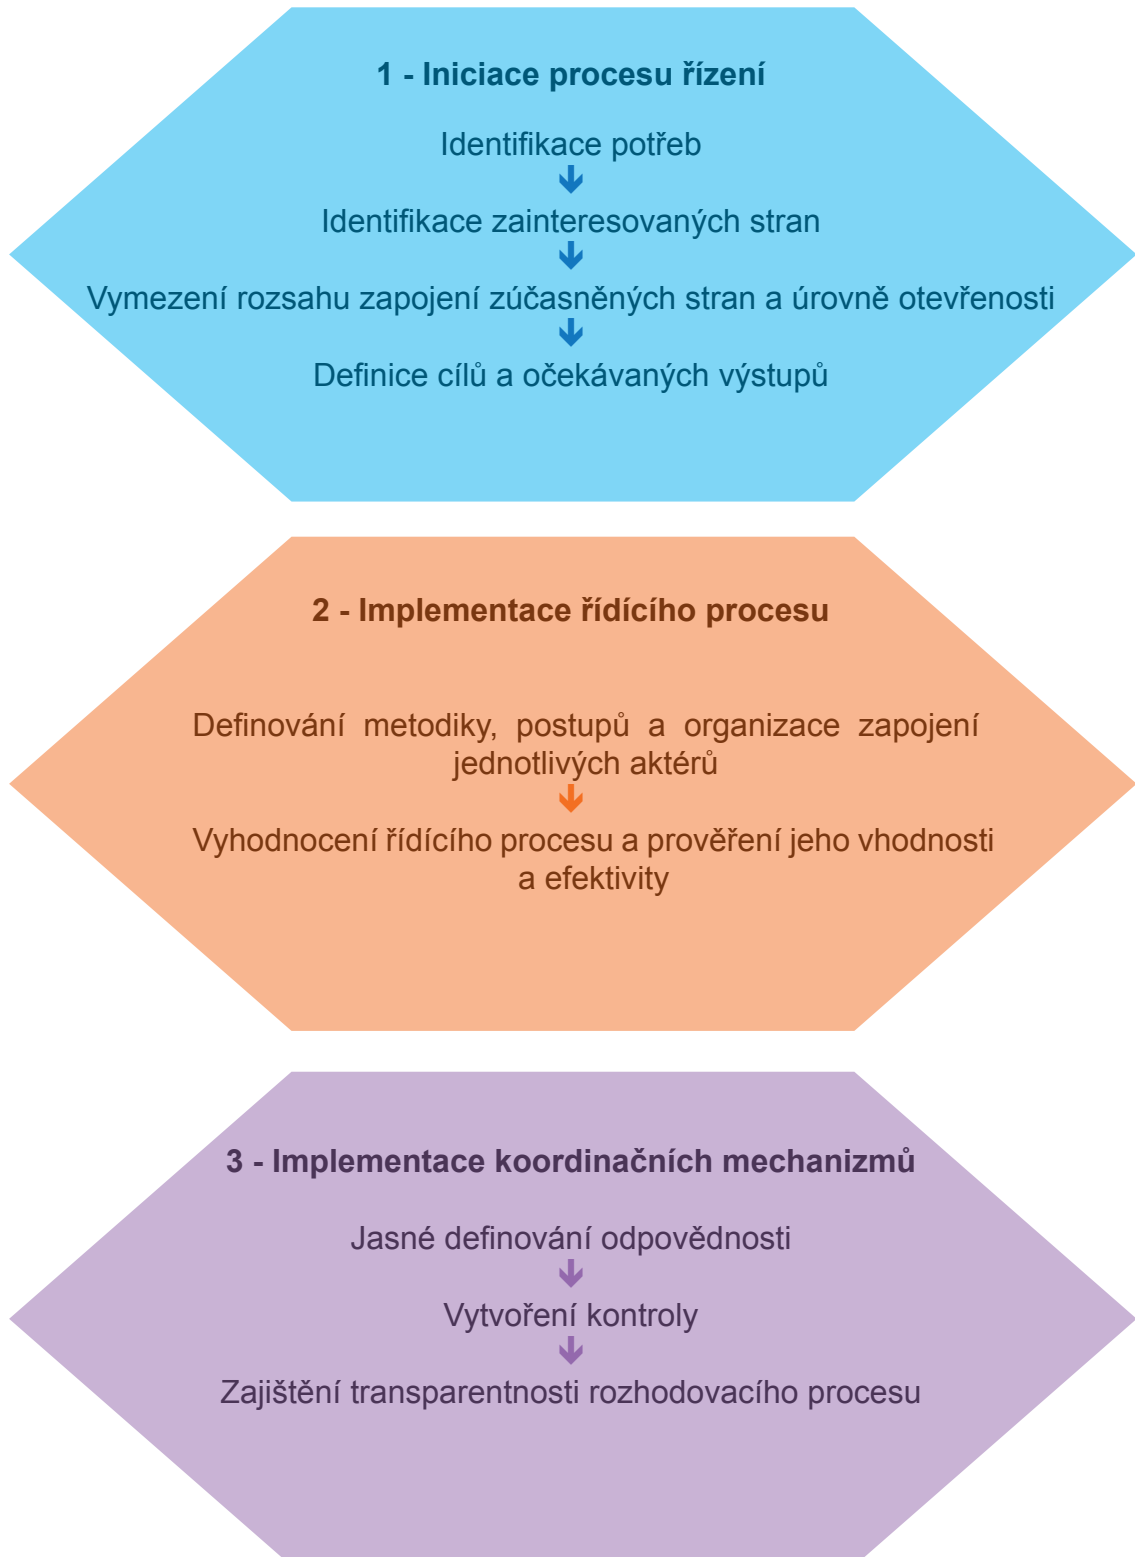 1 - Iniciace procesu řízení
Identifikace potřeb
Identifikace zainteresovaných stran
Vymezení rozsahu zapojení zúčasněných stran a úrovně otevřenosti
Definice cílů a očekávaných výstupů
2 - Implementace řídícího procesu
Definování metodiky, postupů a organizace zapojení
jednotlivých aktérů
Vyhodnocení řídícího procesu a prověření jeho vhodnosti
a efektivity
3 - Implementace koordinačních mechanizmů
Jasné definování odpovědnosti
Vytvoření kontroly
Zajištění transparentnosti rozhodovacího procesu